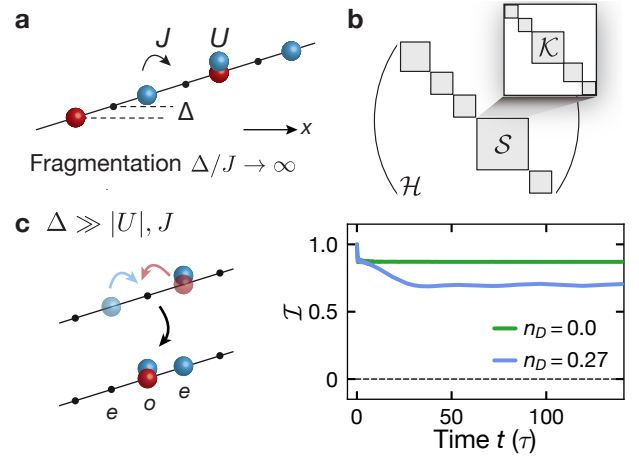 a
J
U
Δ
x
Fragmentation Δ/J → ∞
b
𝒦
𝒮
ℋ
c Δ ≫ |U|, J
e
o
e
1.0
0.5
0
ℐ
n_D = 0.0
n_D = 0.27
0
50
100
Time t (τ)